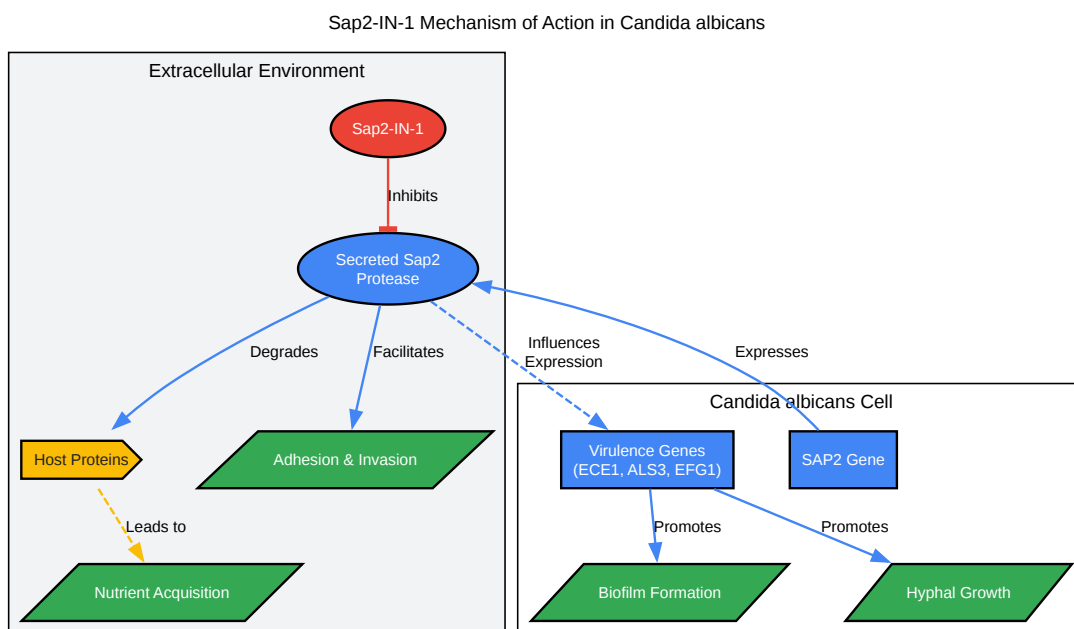 Sap2-IN-1 Mechanism of Action in Candida albicans
Extracellular Environment
Sap2-IN-1
Inhibits
Secreted Sap2
Protease
Degrades
Facilitates
Influences
Expression
Expresses
Candida albicans Cell
Host Proteins
Adhesion & Invasion
Virulence Genes
(ECE1, ALS3, EFG1)
SAP2 Gene
Leads to
Promotes
Promotes
Nutrient Acquisition
Biofilm Formation
Hyphal Growth